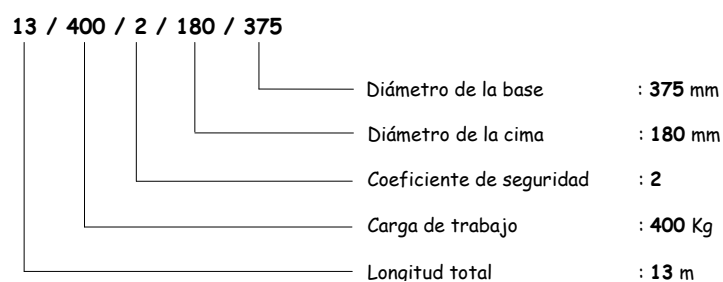 13 / 400 / 2 / 180 / 375
Diámetro de la base : 375 mm
Diámetro de la cima : 180 mm
Coeficiente de seguridad : 2
Carga de trabajo : 400 Kg
Longitud total : 13 m